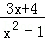 3x+4
x² − 1